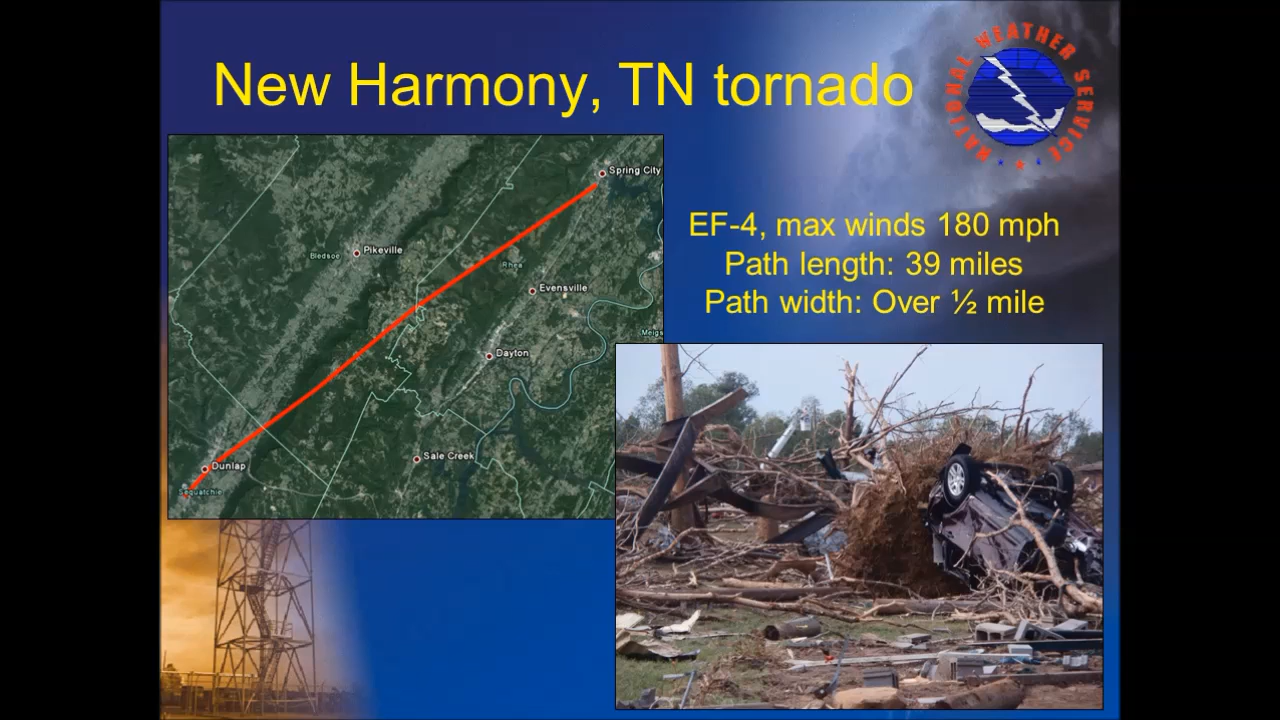 New Harmony, TN tornado
NATIONAL WEATHER SERVICE
Spring City
Pikeville
Bledsoe
Rhea
Evensville
Meigs
Dayton
Sale Creek
Dunlap
Sequatchie
EF-4, max winds 180 mph
Path length: 39 miles
Path width: Over ½ mile